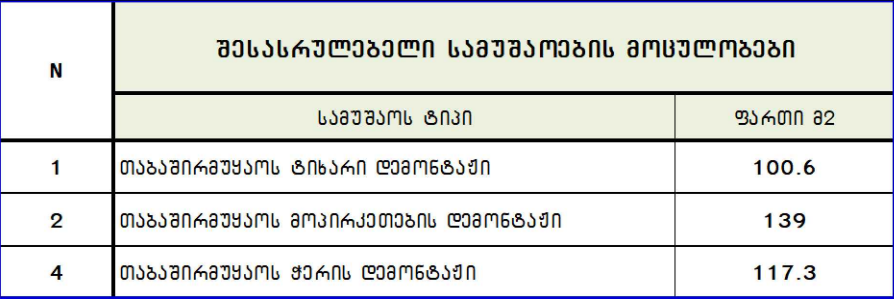 N
შესასრულებელი სამუშაოების მოცულობები
სამუშაოს ტიპი ფართი მ2
1 თაბაშირმუყაოს ტიხარი დემონტაჟი 100.6
2 თაბაშირმუყაოს მოპირკეთების დემონტაჟი 139
4 თაბაშირმუყაოს ჭერის დემონტაჟი 117.3